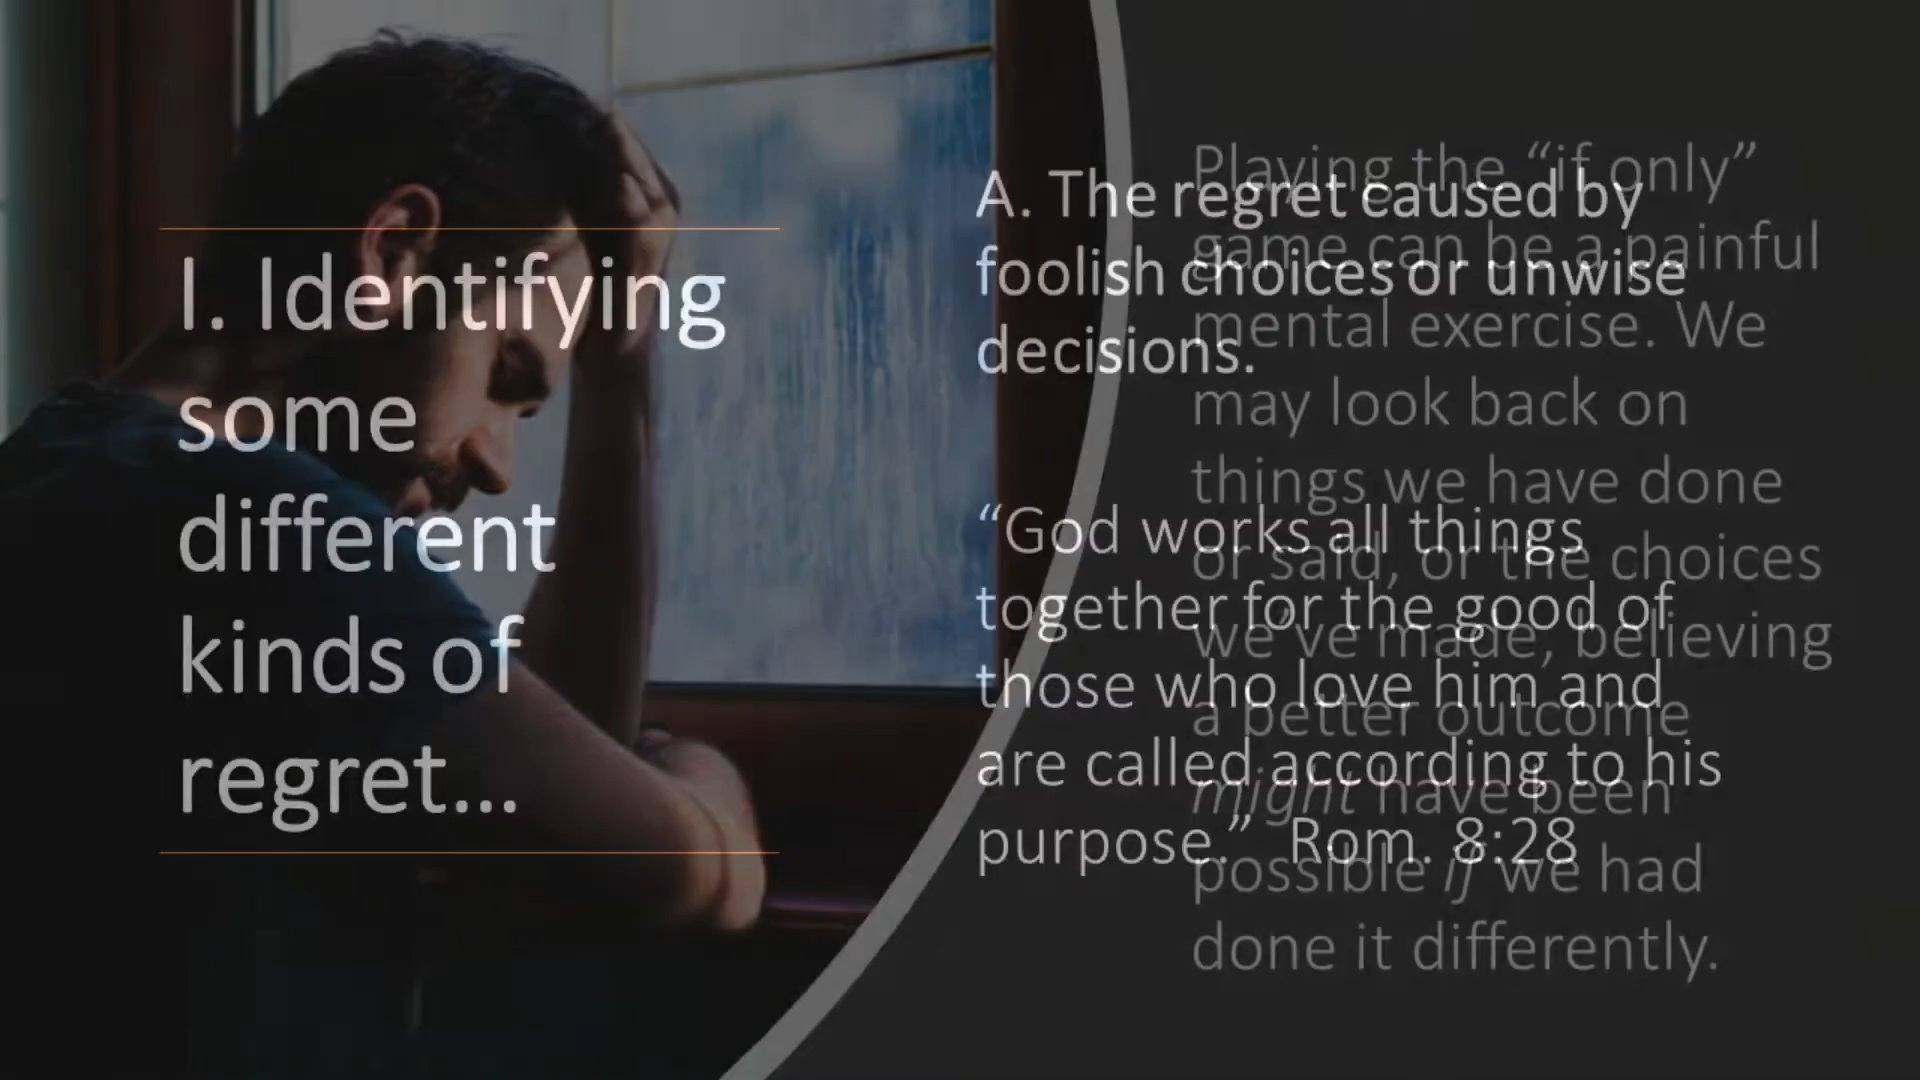 I. Identifying
some
different
kinds of
regret...
A. The regret caused by
foolish choices or unwise
decisions.
“God works all things
together for the good of
those who love him and
are called according to his
purpose.” Rom. 8:28
Playing the “if only”
game can be a painful
mental exercise. We
may look back on
things we have done
or said, or the choices
we’ve made, believing
a better outcome
might have been
possible if we had
done it differently.